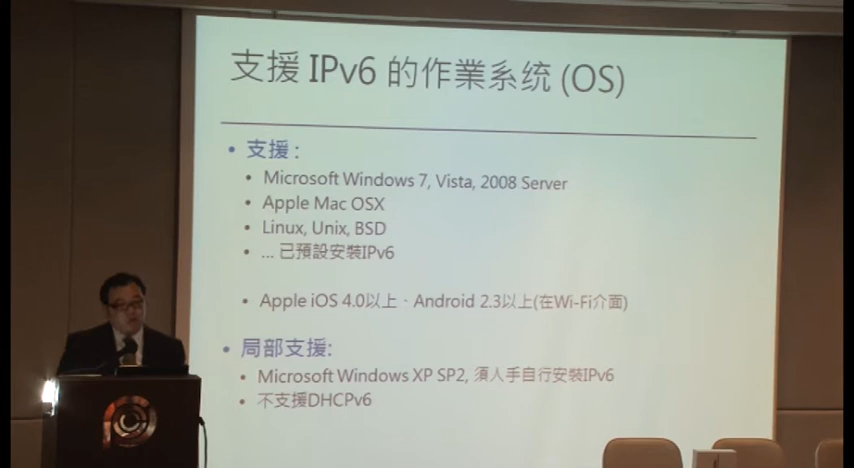 支援 IPv6 的作業系統 (OS)
• 支援 :
• Microsoft Windows 7, Vista, 2008 Server
• Apple Mac OSX
• Linux, Unix, BSD
• ... 已預設安裝IPv6
• Apple iOS 4.0以上、Android 2.3以上(在Wi-Fi介面)
• 局部支援:
• Microsoft Windows XP SP2, 須人手自行安裝IPv6
• 不支援DHCPv6